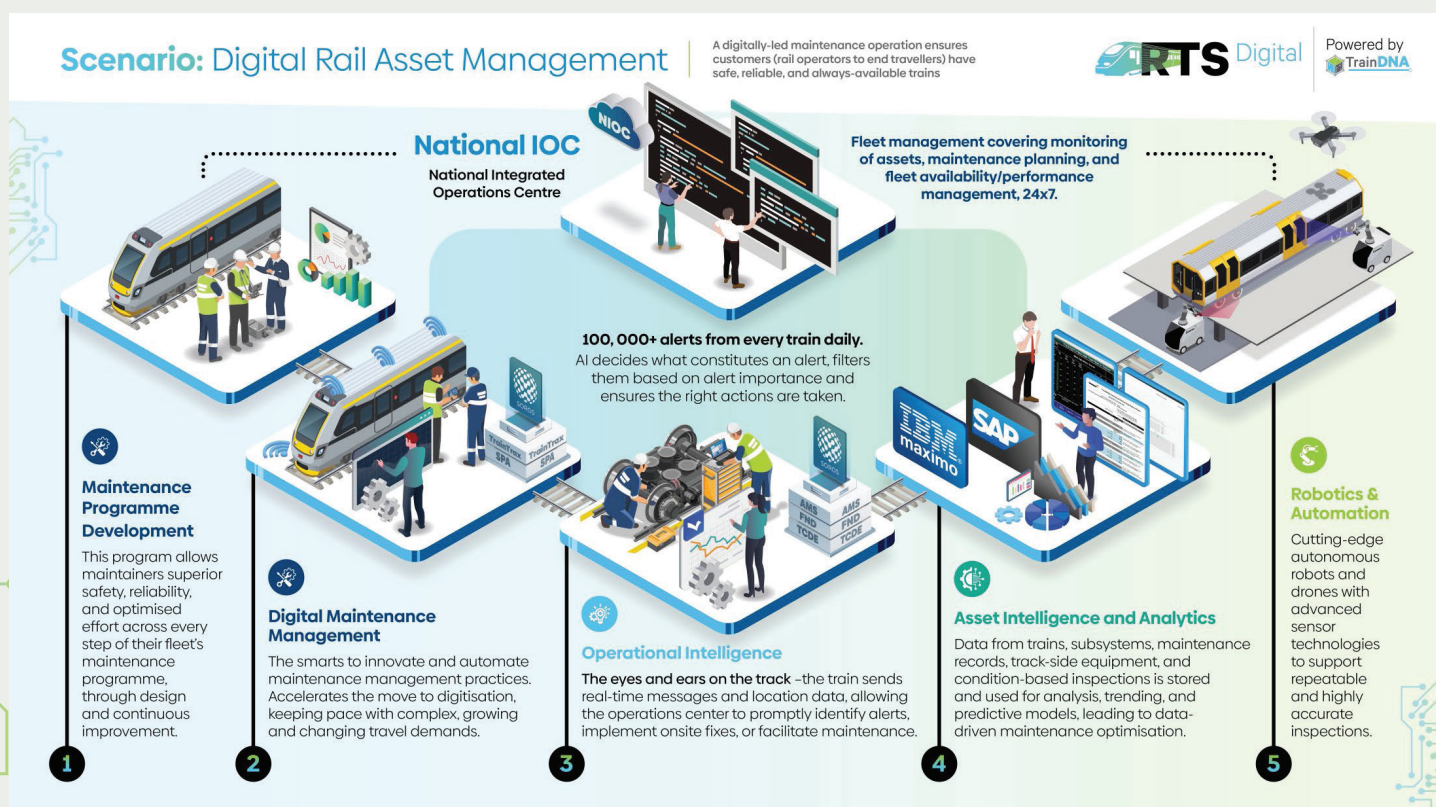 Scenario: Digital Rail Asset Management
A digitally-led maintenance operation ensures
customers (rail operators to end travellers) have
safe, reliable, and always-available trains
RTS Digital
Powered by
TrainDNA
NIOC
National IOC
National Integrated
Operations Centre
Fleet management covering monitoring
of assets, maintenance planning, and
fleet availability/performance
management, 24x7.
100, 000+ alerts from every train daily.
AI decides what constitutes an alert, filters
them based on alert importance and
ensures the right actions are taken.
SOROS
TrainTrax
SPA
TrainTrax
SPA
SOROS
AMS
FND
TCDE
AMS
FND
TCDE
IBM
maximo
SAP
Maintenance
Programme
Development
This program allows
maintainers superior
safety, reliability,
and optimised
effort across every
step of their fleet's
maintenance
programme,
through design
and continuous
improvement.
1
Digital Maintenance
Management
The smarts to innovate and automate
maintenance management practices.
Accelerates the move to digitisation,
keeping pace with complex, growing
and changing travel demands.
2
Operational Intelligence
The eyes and ears on the track –the train sends
real-time messages and location data, allowing
the operations center to promptly identify alerts,
implement onsite fixes, or facilitate maintenance.
3
Asset Intelligence and Analytics
Data from trains, subsystems, maintenance
records, track-side equipment, and
condition-based inspections is stored
and used for analysis, trending, and
predictive models, leading to data-
driven maintenance optimisation.
4
Robotics &
Automation
Cutting-edge
autonomous
robots and
drones with
advanced
sensor
technologies
to support
repeatable
and highly
accurate
inspections.
5